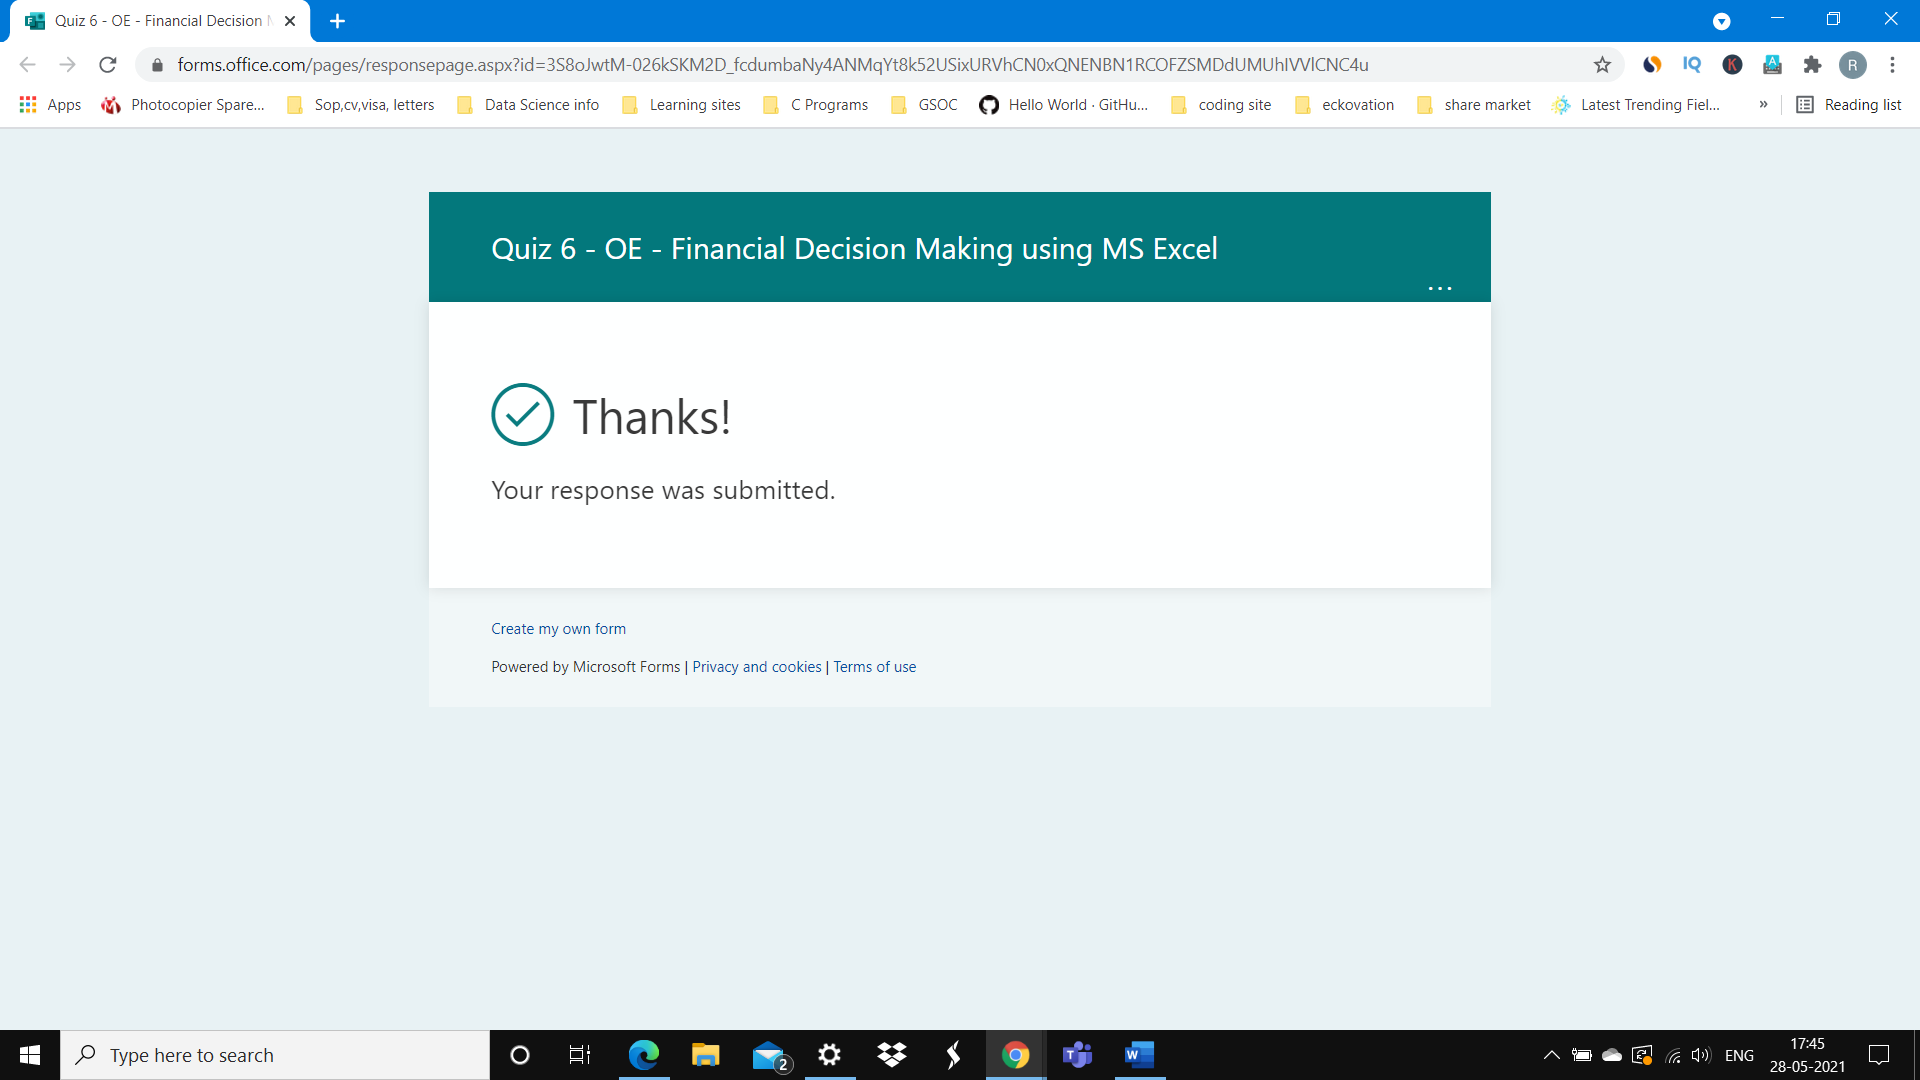 Quiz 6 - OE - Financial Decision M
forms.office.com/pages/responsepage.aspx?id=3S8oJwtM-026kSKM2D_fcdumbaNy4ANMqYt8k52USixURVhCN0xQNENBN1RCOFZSMDdUMUhIVVlCNC4u
IQ K A R
Apps Photocopier Spare... Sop,cv,visa, letters Data Science info Learning sites C Programs GSOC Hello World · GitHu... coding site eckovation share market Latest Trending Fiel... » Reading list
Quiz 6 - OE - Financial Decision Making using MS Excel
...
Thanks!
Your response was submitted.
Create my own form
Powered by Microsoft Forms | Privacy and cookies | Terms of use
Type here to search
2
ENG
17:45
28-05-2021